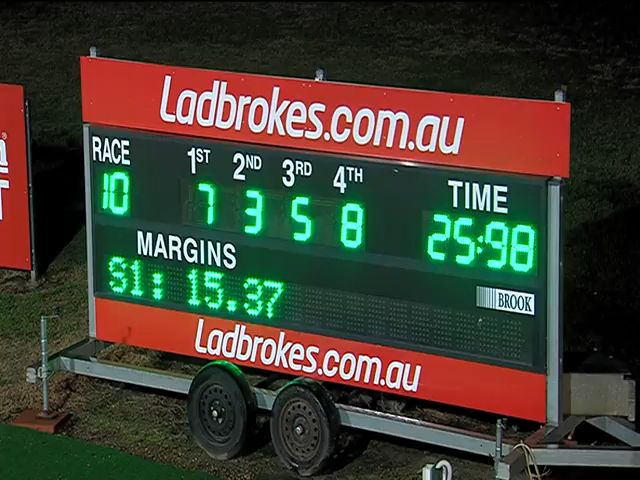 Ladbrokes.com.au
RACE 1ST 2ND 3RD 4TH TIME
10 7 3 5 8 25:98
MARGINS
S1: 15.37
BROOK
Ladbrokes.com.au